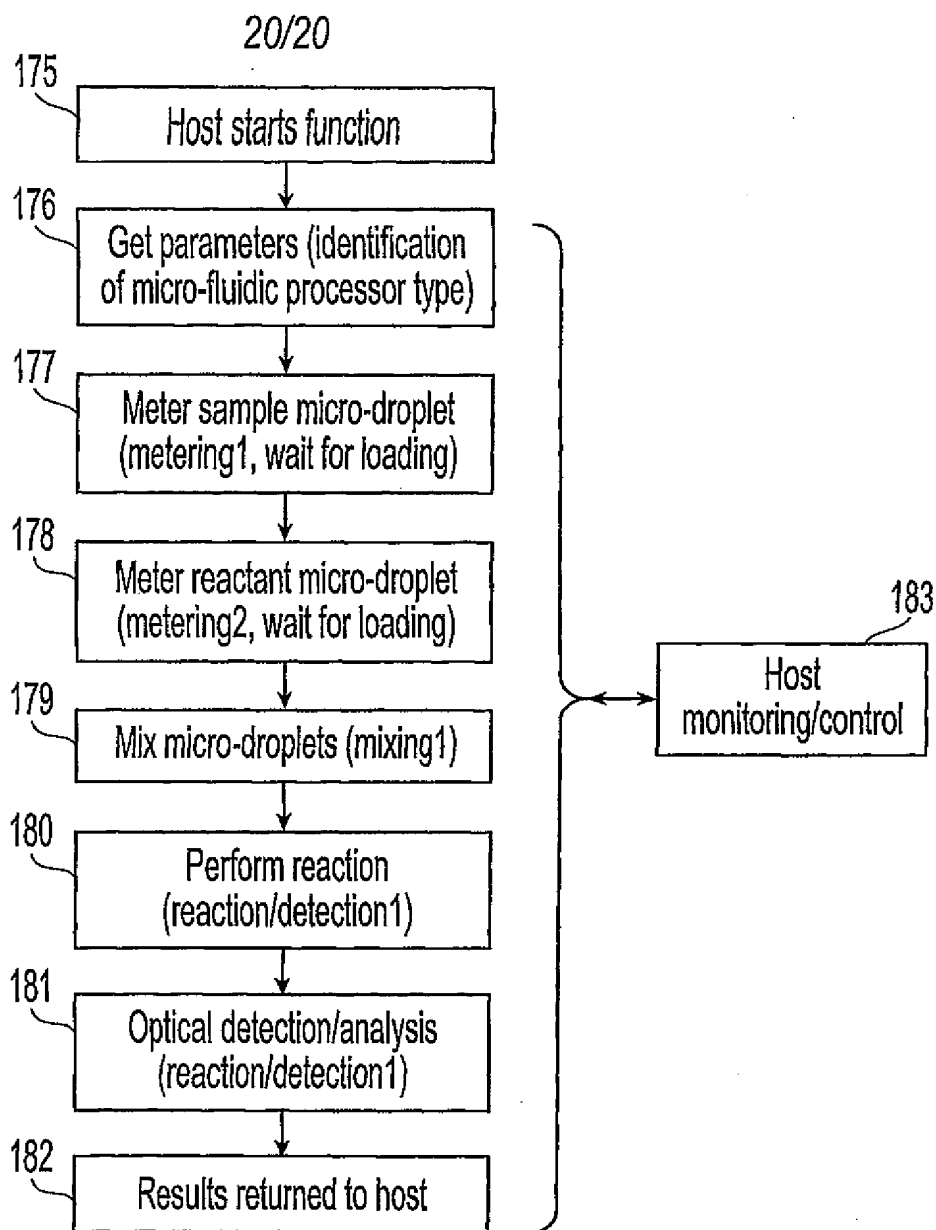 20/20
175
Host starts function
176
Get parameters (identification
of micro-fluidic processor type)
177
Meter sample micro-droplet
(metering1, wait for loading)
178
Meter reactant micro-droplet
(metering2, wait for loading)
183
Host
monitoring/control
179
Mix micro-droplets (mixing1)
180
Perform reaction
(reaction/detection1)
181
Optical detection/analysis
(reaction/detection1)
182
Results returned to host